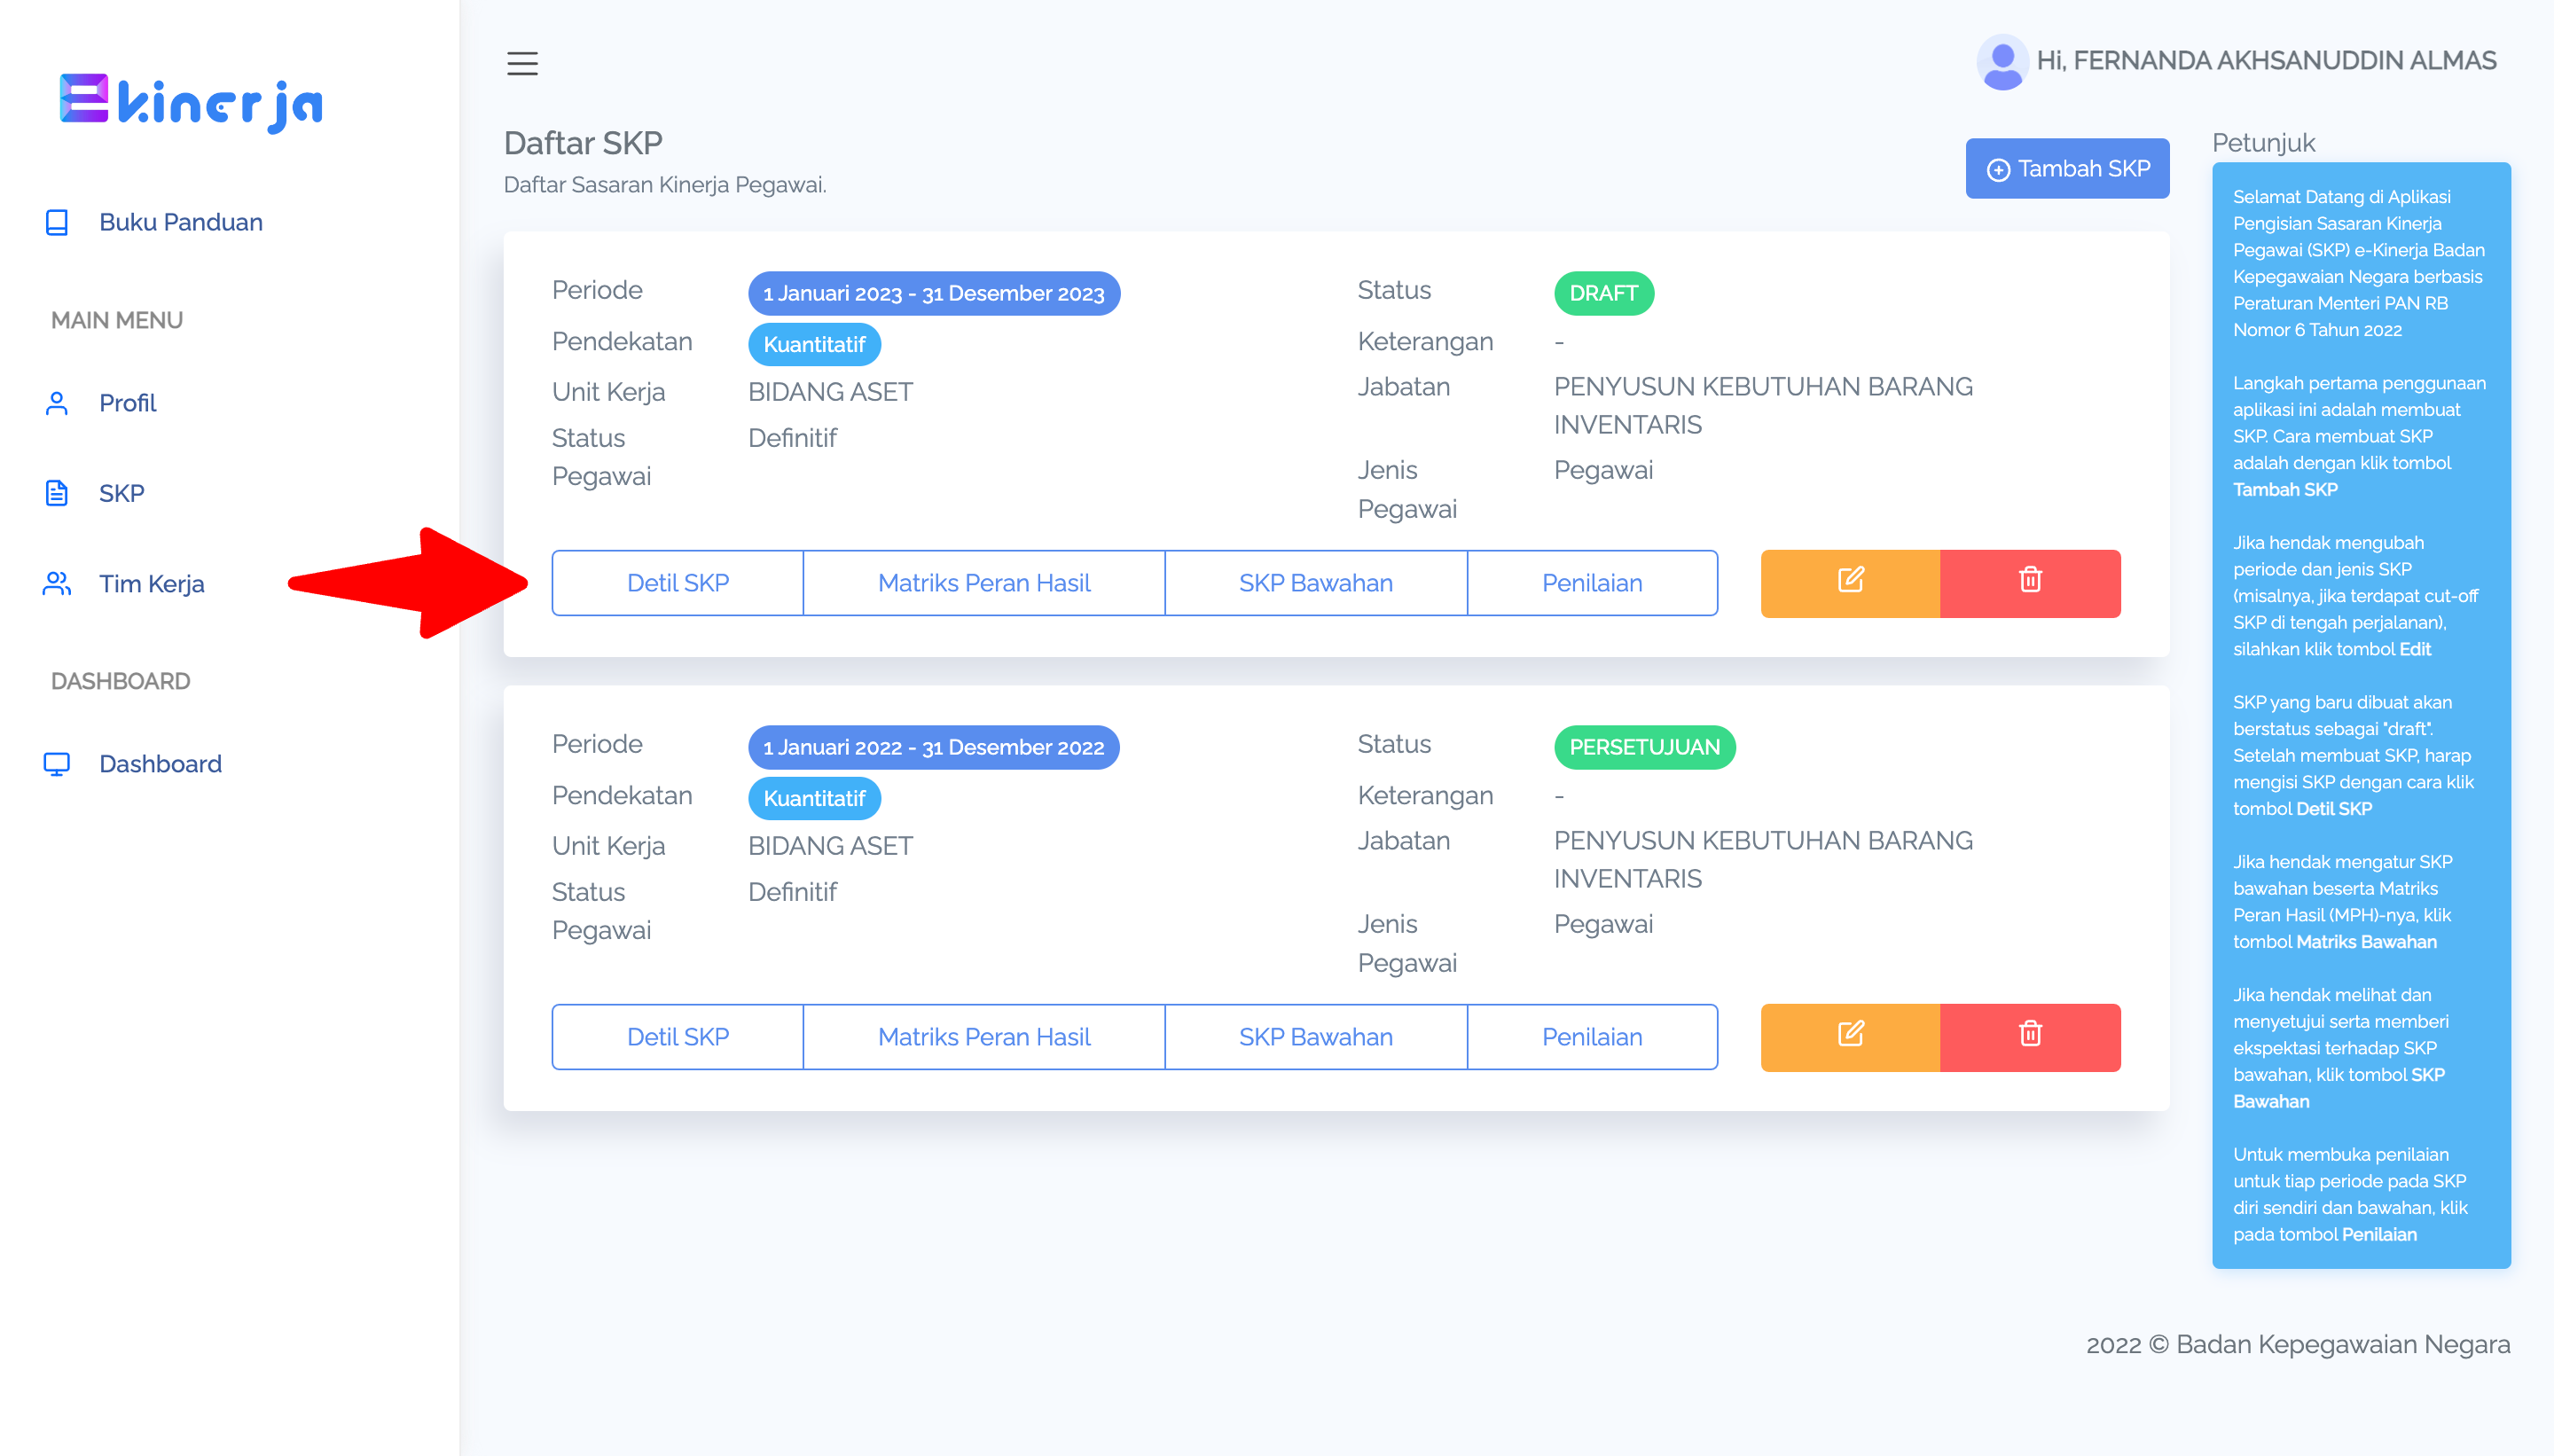 Ekinerja
Buku Panduan
MAIN MENU
Profil
SKP
Tim Kerja
DASHBOARD
Dashboard
Hi, FERNANDA AKHSANUDDIN ALMAS
Daftar SKP
Daftar Sasaran Kinerja Pegawai.
Tambah SKP
Periode
1 Januari 2023 - 31 Desember 2023
Pendekatan
Kuantitatif
Unit Kerja
BIDANG ASET
Status
Pegawai
Definitif
Status
DRAFT
Keterangan
-
Jabatan
PENYUSUN KEBUTUHAN BARANG
INVENTARIS
Jenis
Pegawai
Pegawai
Detil SKP
Matriks Peran Hasil
SKP Bawahan
Penilaian
Periode
1 Januari 2022 - 31 Desember 2022
Pendekatan
Kuantitatif
Unit Kerja
BIDANG ASET
Status
Pegawai
Definitif
Status
PERSETUJUAN
Keterangan
-
Jabatan
PENYUSUN KEBUTUHAN BARANG
INVENTARIS
Jenis
Pegawai
Pegawai
Detil SKP
Matriks Peran Hasil
SKP Bawahan
Penilaian
Petunjuk
Selamat Datang di Aplikasi
Pengisian Sasaran Kinerja
Pegawai (SKP) e-Kinerja Badan
Kepegawaian Negara berbasis
Peraturan Menteri PAN RB
Nomor 6 Tahun 2022
Langkah pertama penggunaan
aplikasi ini adalah membuat
SKP. Cara membuat SKP
adalah dengan klik tombol
Tambah SKP
Jika hendak mengubah
periode dan jenis SKP
(misalnya, jika terdapat cut-off
SKP di tengah perjalanan),
silahkan klik tombol Edit
SKP yang baru dibuat akan
berstatus sebagai "draft".
Setelah membuat SKP, harap
mengisi SKP dengan cara klik
tombol Detil SKP
Jika hendak mengatur SKP
bawahan beserta Matriks
Peran Hasil (MPH)-nya, klik
tombol Matriks Bawahan
Jika hendak melihat dan
menyetujui serta memberi
ekspektasi terhadap SKP
bawahan, klik tombol SKP
Bawahan
Untuk membuka penilaian
untuk tiap periode pada SKP
diri sendiri dan bawahan, klik
pada tombol Penilaian
2022 © Badan Kepegawaian Negara